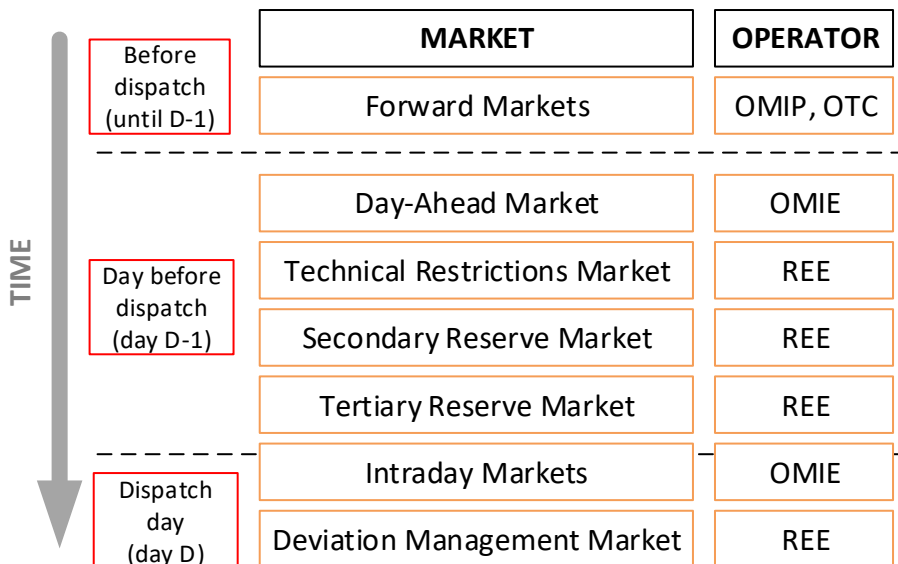 MARKET
OPERATOR
Before
dispatch
(until D-1)
Forward Markets
OMIP, OTC
TIME
Day-Ahead Market
OMIE
Day before
dispatch
(day D-1)
Technical Restrictions Market
REE
Secondary Reserve Market
REE
Tertiary Reserve Market
REE
Dispatch
day
(day D)
Intraday Markets
OMIE
Deviation Management Market
REE